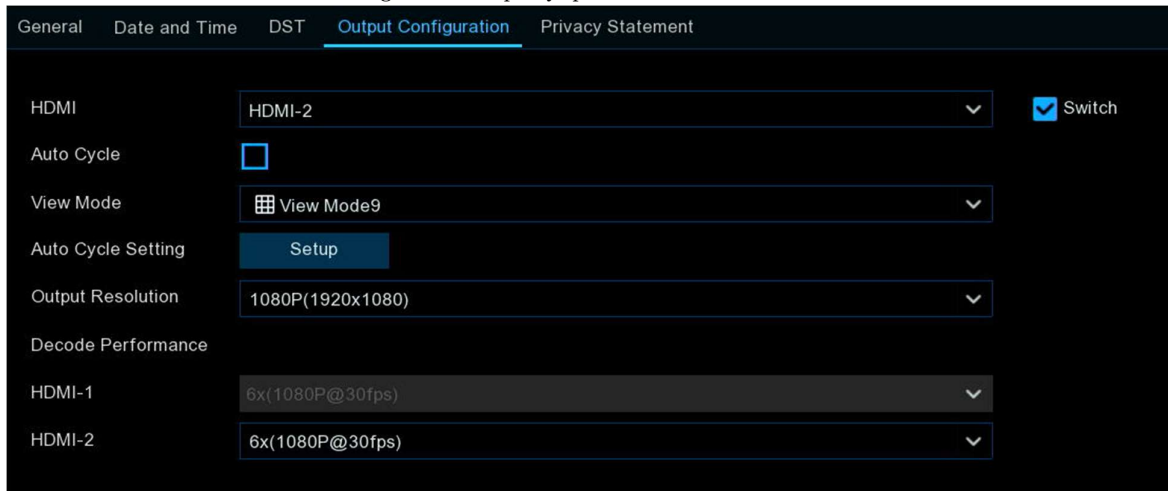 General Date and Time DST Output Configuration Privacy Statement
HDMI HDMI-2 Switch
Auto Cycle
View Mode View Mode9
Auto Cycle Setting Setup
Output Resolution 1080P(1920x1080)
Decode Performance
HDMI-1 6x(1080P@30fps)
HDMI-2 6x(1080P@30fps)